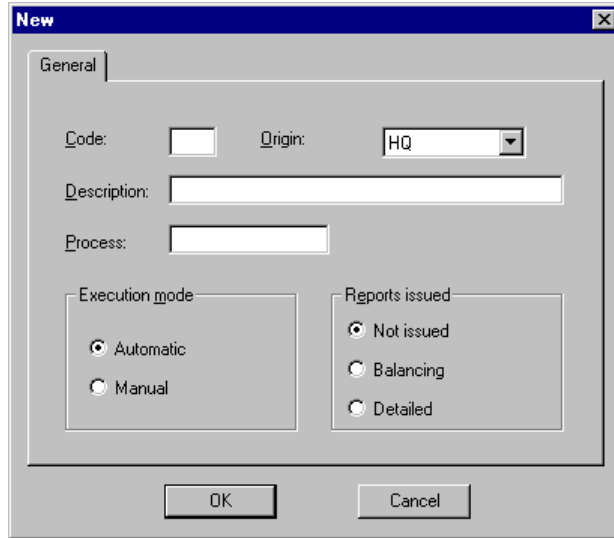 New
General
Code: Origin: HQ
Description:
Process:
Execution mode
Automatic
Manual
Reports issued
Not issued
Balancing
Detailed
OK Cancel